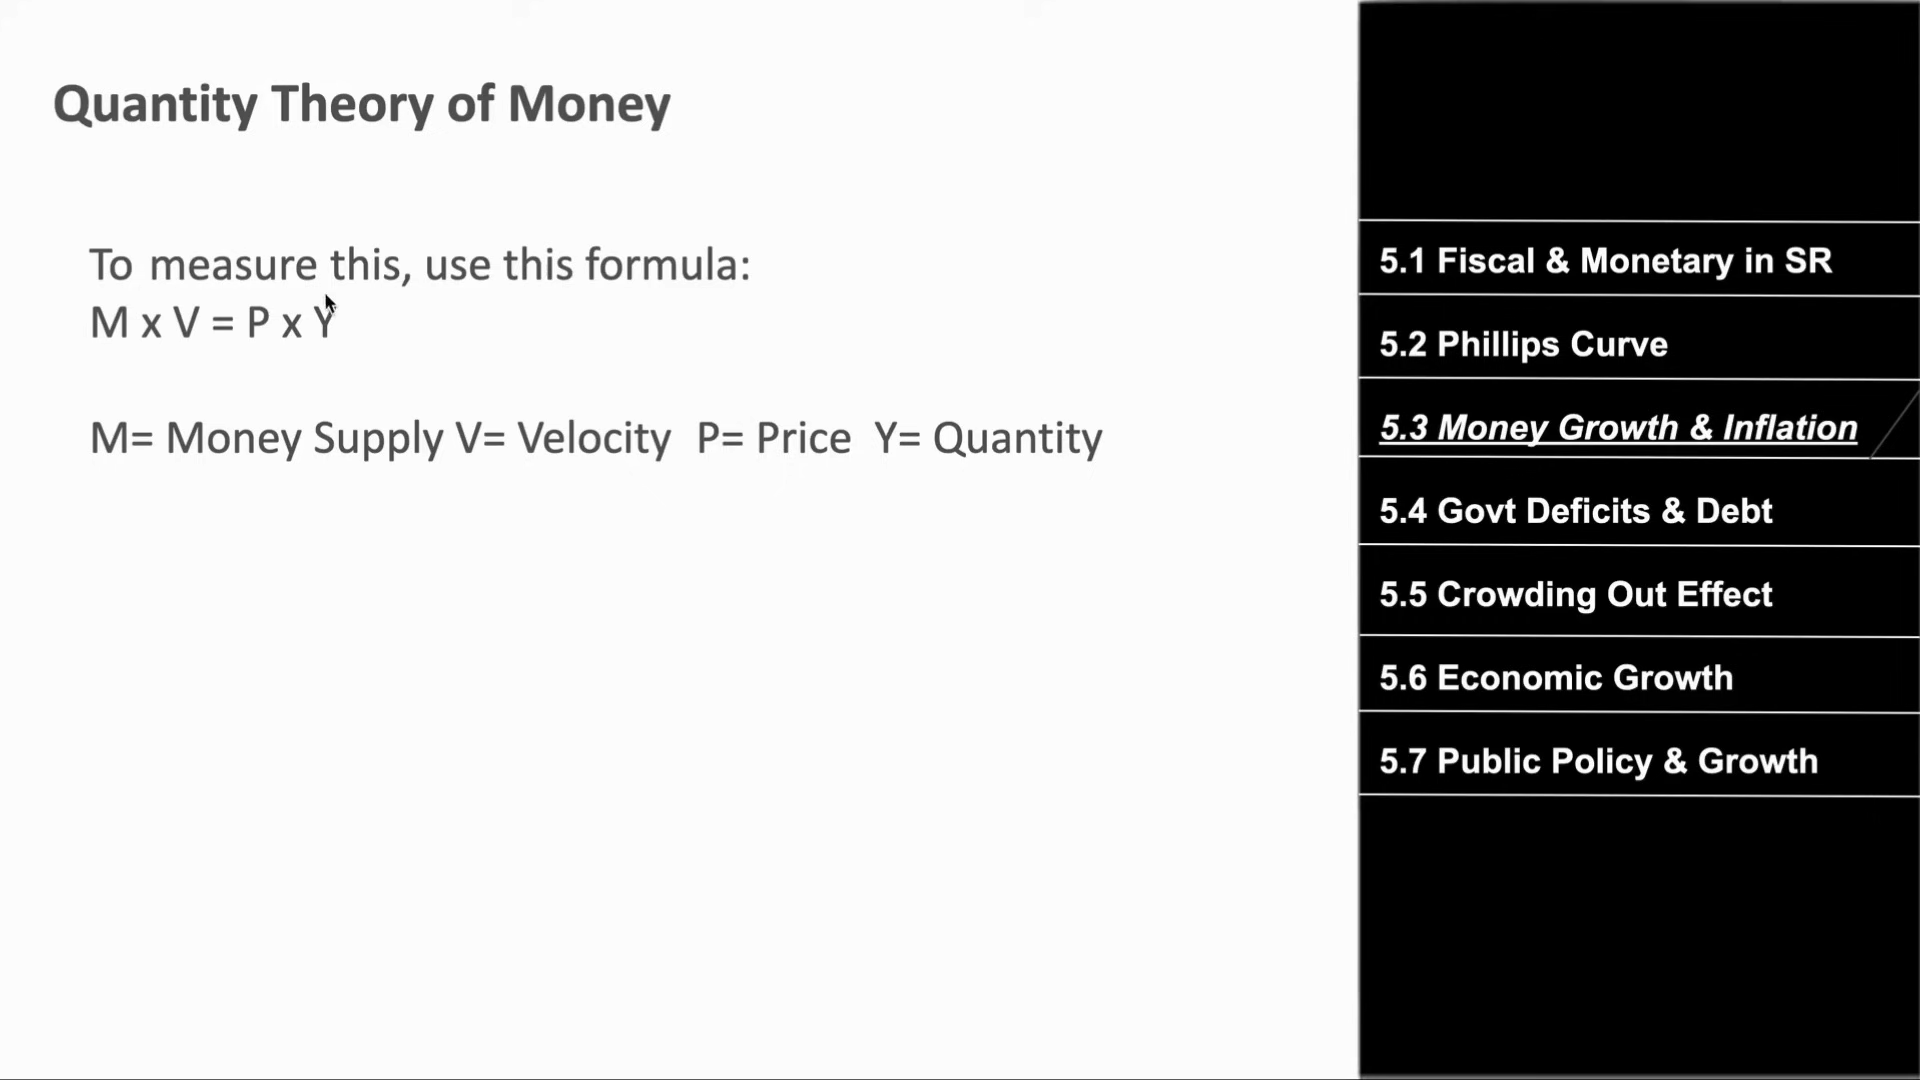 Quantity Theory of Money
To measure this, use this formula:
M x V = P x Y
M= Money Supply V= Velocity P= Price Y= Quantity
5.1 Fiscal & Monetary in SR
5.2 Phillips Curve
5.3 Money Growth & Inflation
5.4 Govt Deficits & Debt
5.5 Crowding Out Effect
5.6 Economic Growth
5.7 Public Policy & Growth